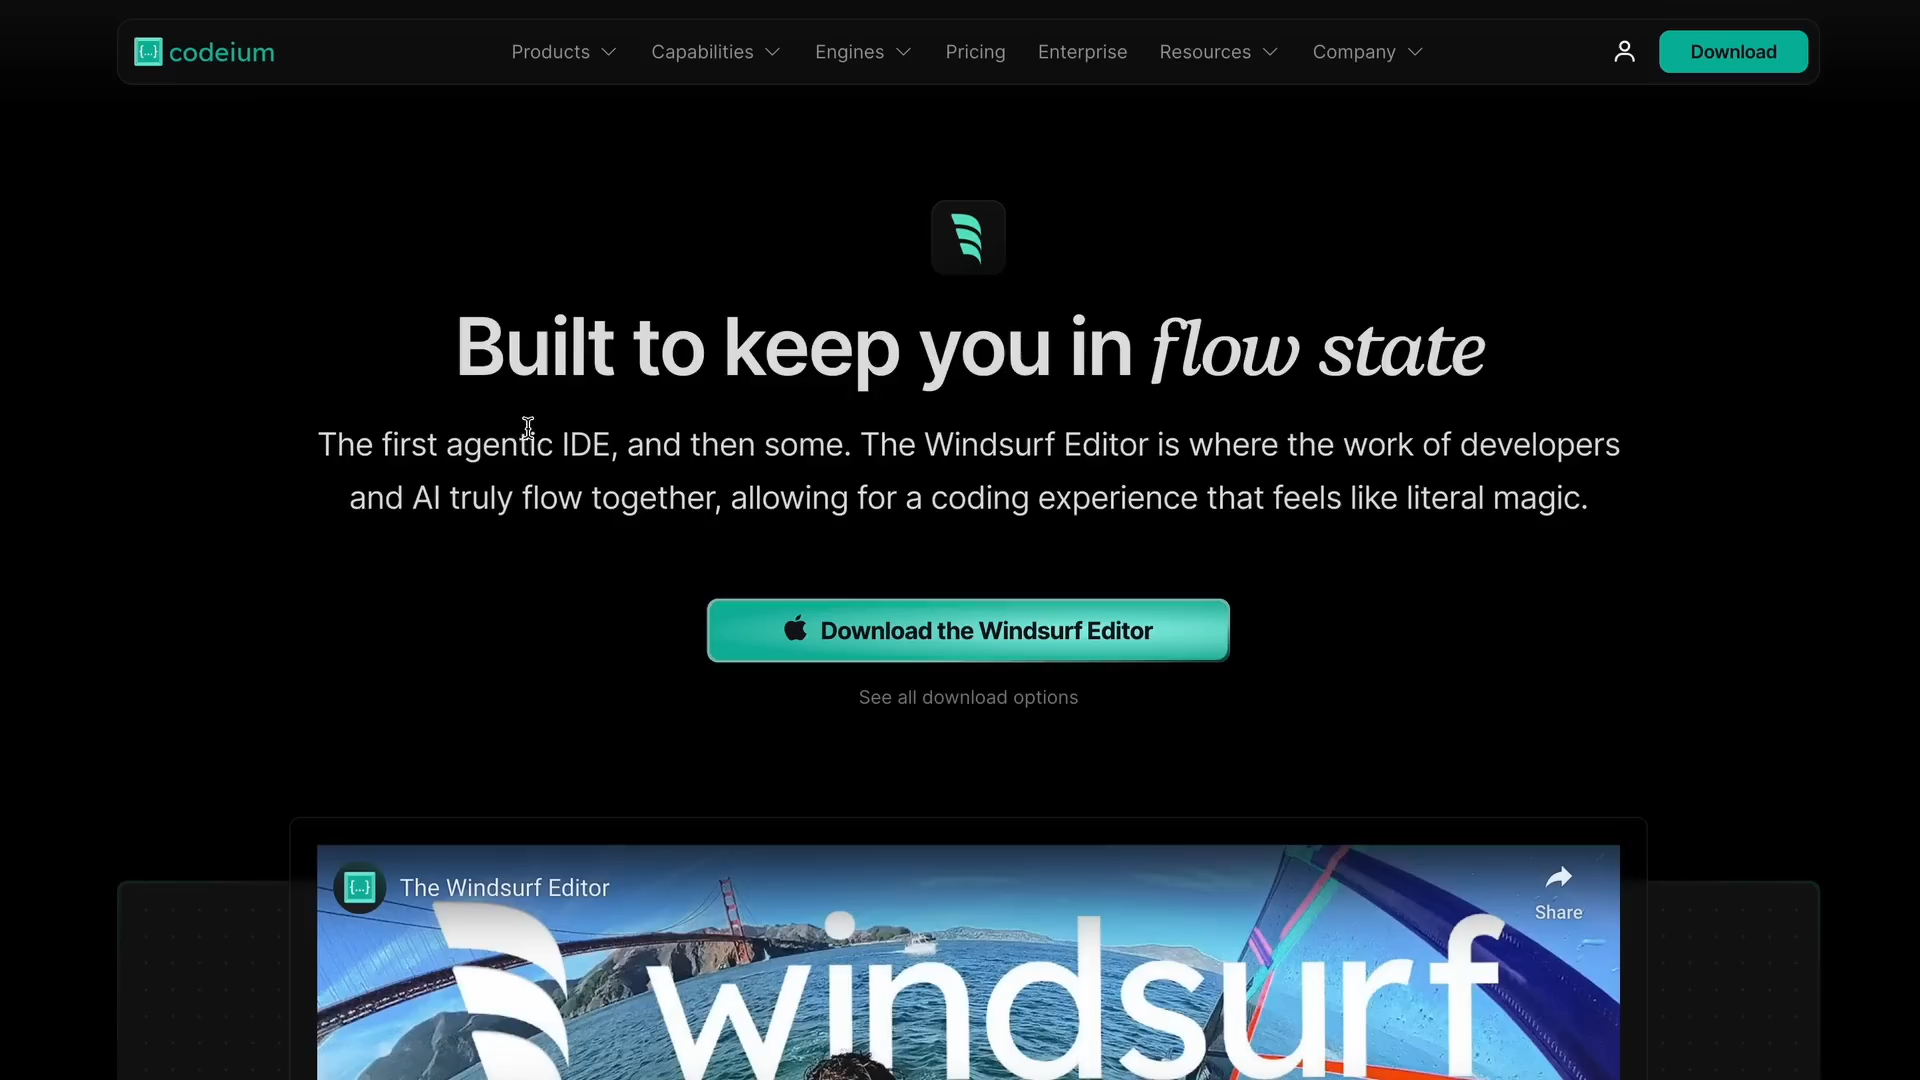 {...} codeium
Products Capabilities Engines Pricing Enterprise Resources Company
Download
Built to keep you in flow state
The first agentic IDE, and then some. The Windsurf Editor is where the work of developers
and AI truly flow together, allowing for a coding experience that feels like literal magic.
Download the Windsurf Editor
See all download options
{...} The Windsurf Editor
Share
windsurf